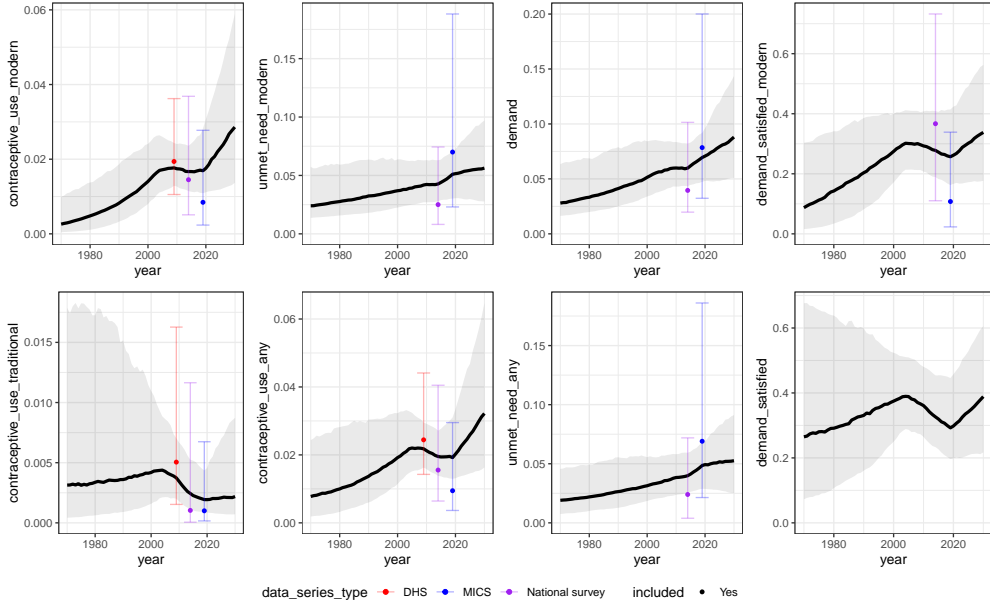 contraceptive_use_modern
0.06
0.04
0.02
0.00
1980 2000 2020
year
unmet_need_modern
0.15
0.10
0.05
0.00
1980 2000 2020
year
demand
0.20
0.15
0.10
0.05
0.00
1980 2000 2020
year
demand_satisfied_modern
0.6
0.4
0.2
0.0
1980 2000 2020
year
contraceptive_use_traditional
0.015
0.010
0.005
0.000
1980 2000 2020
year
contraceptive_use_any
0.06
0.04
0.02
0.00
1980 2000 2020
year
unmet_need_any
0.15
0.10
0.05
0.00
1980 2000 2020
year
demand_satisfied
0.6
0.4
0.2
0.0
1980 2000 2020
year
data_series_type DHS MICS National survey included Yes